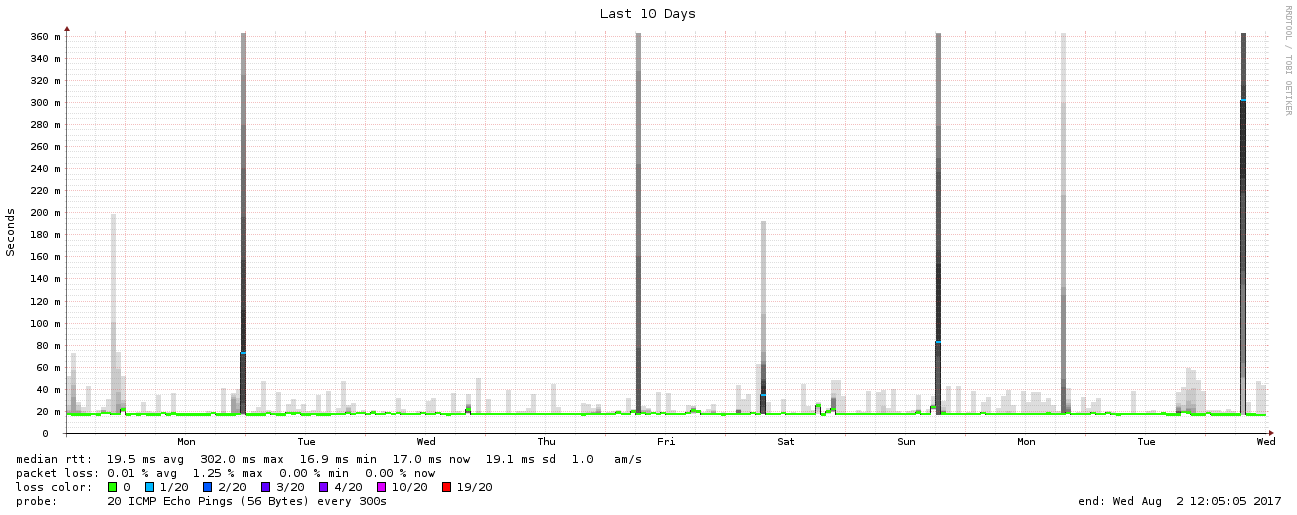 Last 10 Days
RRDTOOL / TOBI OETIKER
Seconds
360 m
340 m
320 m
300 m
280 m
260 m
240 m
220 m
200 m
180 m
160 m
140 m
120 m
100 m
80 m
60 m
40 m
20 m
0
Mon Tue Wed Thu Fri Sat Sun Mon Tue Wed
median rtt: 19.5 ms avg 302.0 ms max 16.9 ms min 17.0 ms now 19.1 ms sd 1.0 am/s
packet loss: 0.01 % avg 1.25 % max 0.00 % min 0.00 % now
loss color: 0 1/20 2/20 3/20 4/20 10/20 19/20
probe: 20 ICMP Echo Pings (56 Bytes) every 300s end: Wed Aug 2 12:05:05 2017